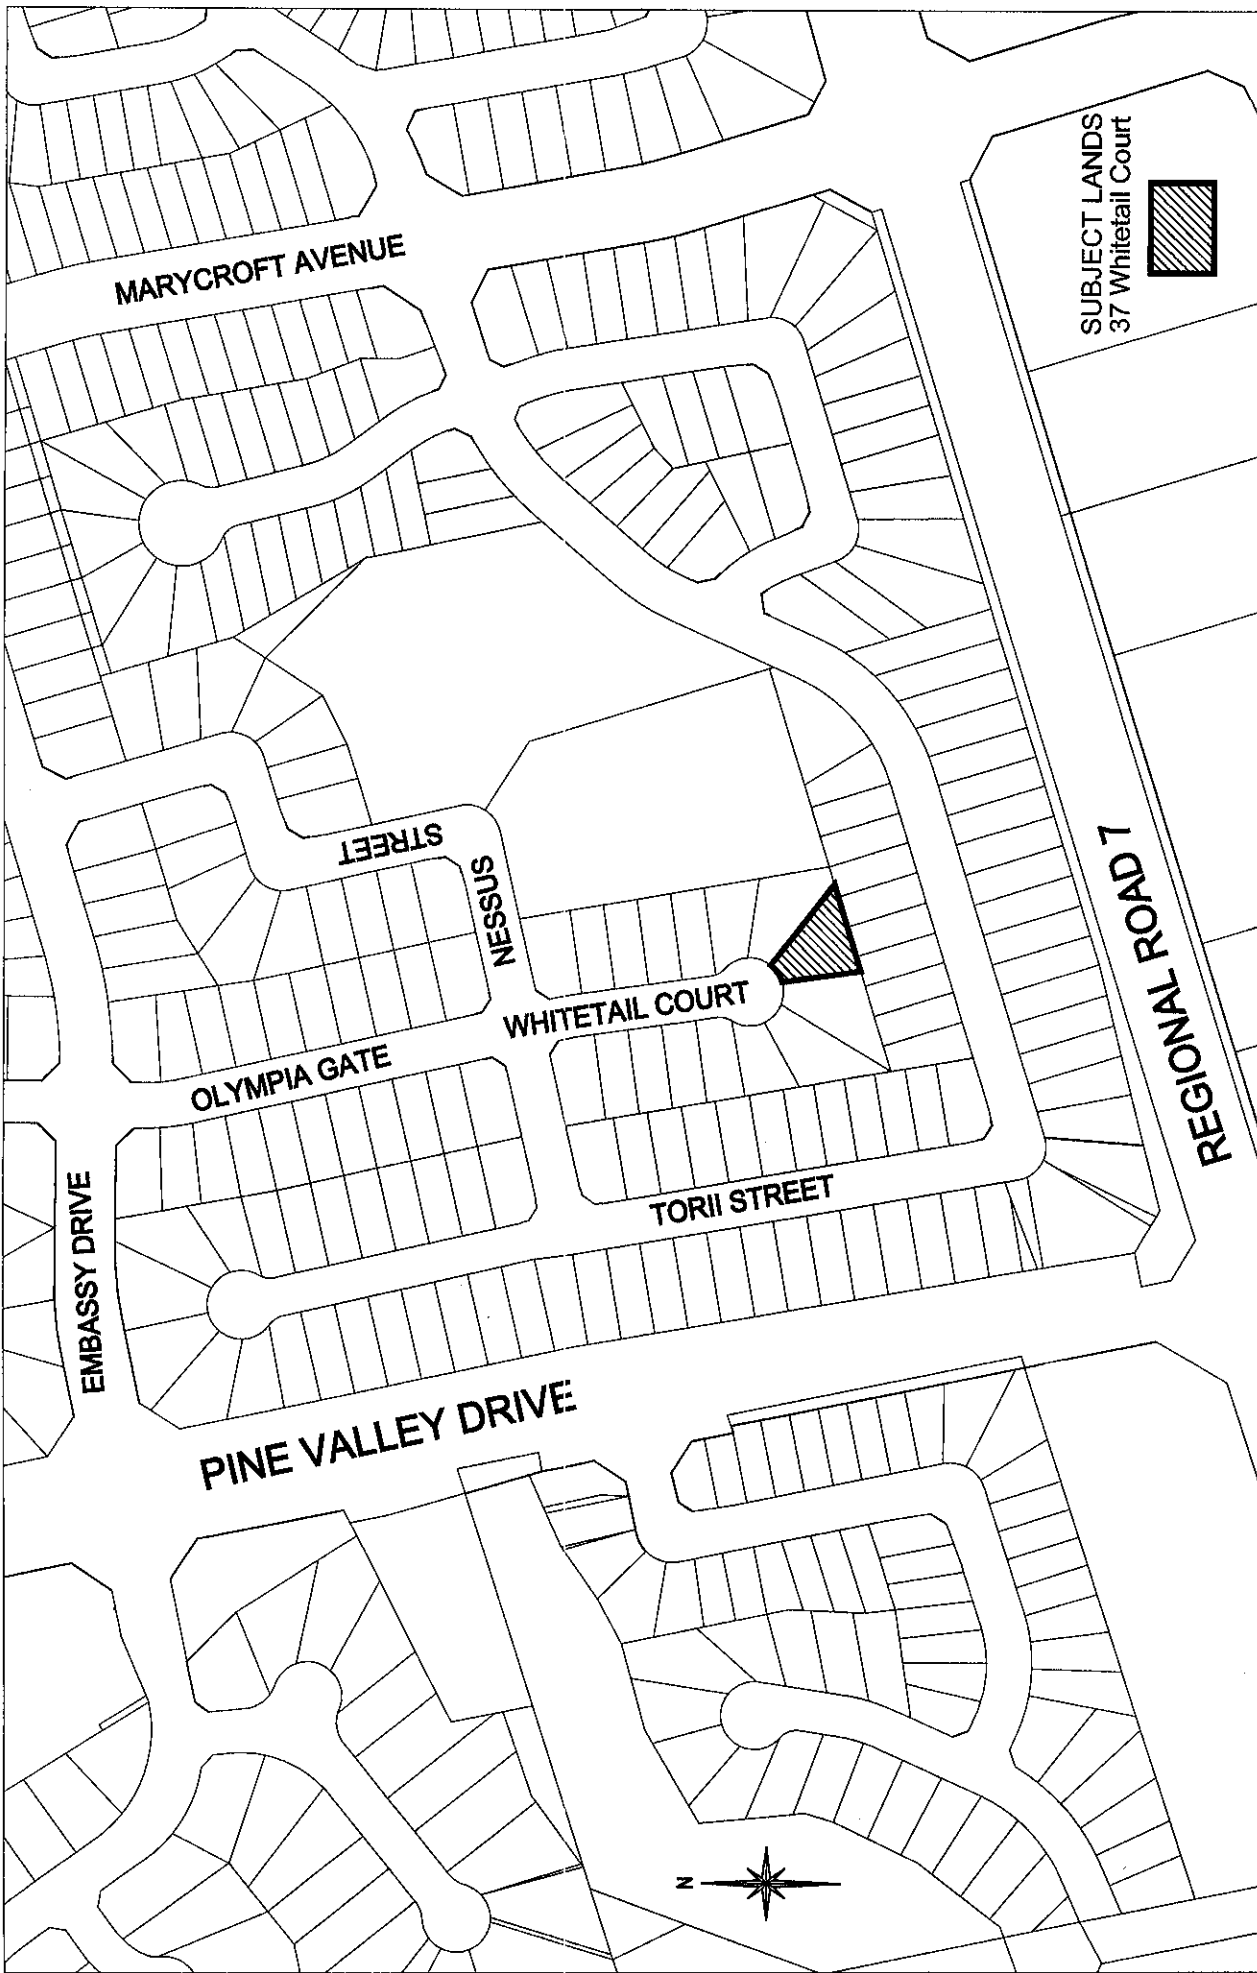 MARYCROFT AVENUE
SUBJECT LANDS
37 Whitetail Court
STREET
NESSUS
WHITETAIL COURT
OLYMPIA GATE
REGIONAL ROAD 7
EMBASSY DRIVE
TORII STREET
PINE VALLEY DRIVE
N